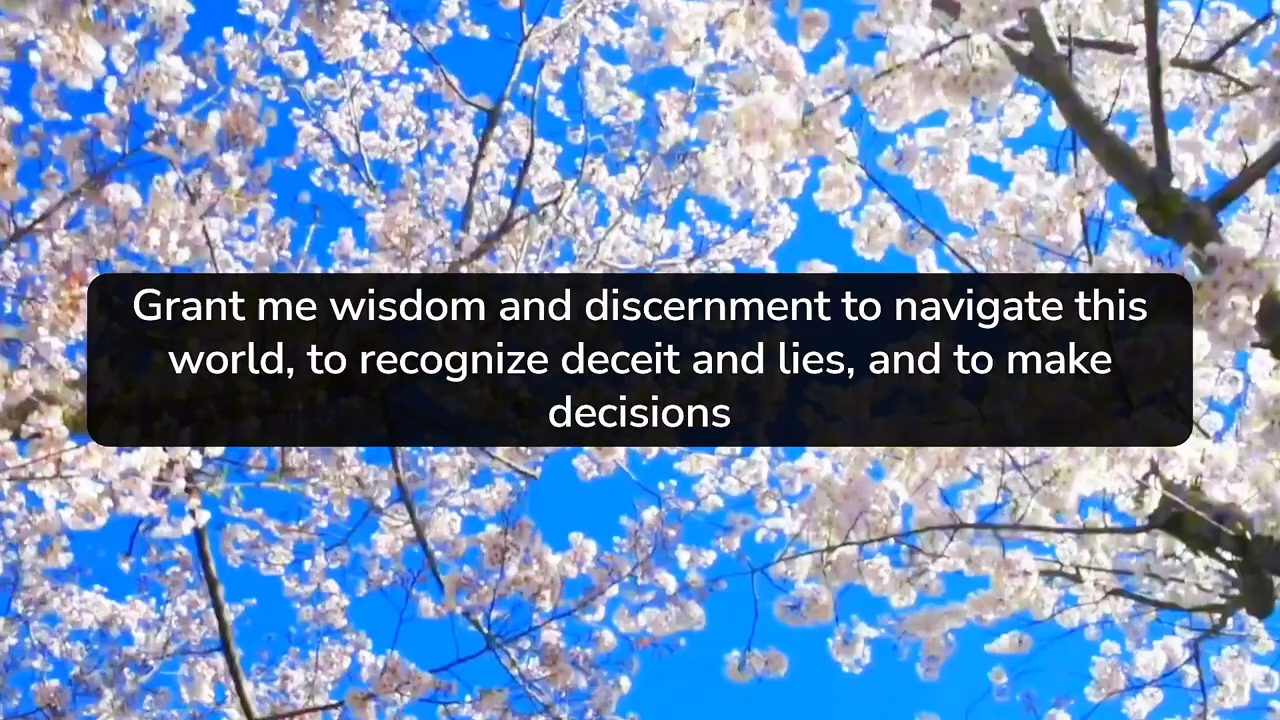 Grant me wisdom and discernment to navigate this
world, to recognize deceit and lies, and to make
decisions